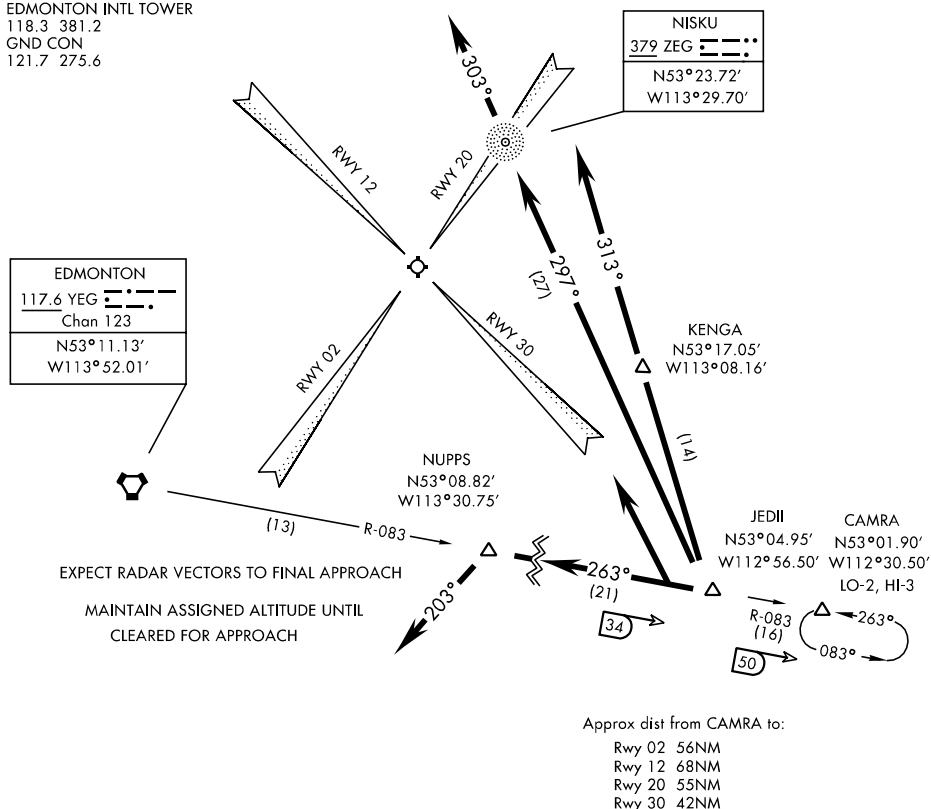 EDMONTON INTL TOWER
118.3 381.2
GND CON
121.7 275.6
NISKU
379 ZEG
N53°23.72′
W113°29.70′
303°
RWY 12
RWY 20
EDMONTON
117.6 YEG
Chan 123
N53°11.13′
W113°52.01′
297°
(27)
313°
KENGA
N53°17.05′
W113°08.16′
RWY 02
RWY 30
(14)
NUPPS
N53°08.82′
W113°30.75′
(13)
R-083
JEDII
N53°04.95′
W112°56.50′
CAMRA
N53°01.90′
W112°30.50′
LO-2, HI-3
EXPECT RADAR VECTORS TO FINAL APPROACH
MAINTAIN ASSIGNED ALTITUDE UNTIL
CLEARED FOR APPROACH
203°
263°
(21)
34
R-083
(16)
263°
083°
50
Approx dist from CAMRA to:
Rwy 02 56NM
Rwy 12 68NM
Rwy 20 55NM
Rwy 30 42NM